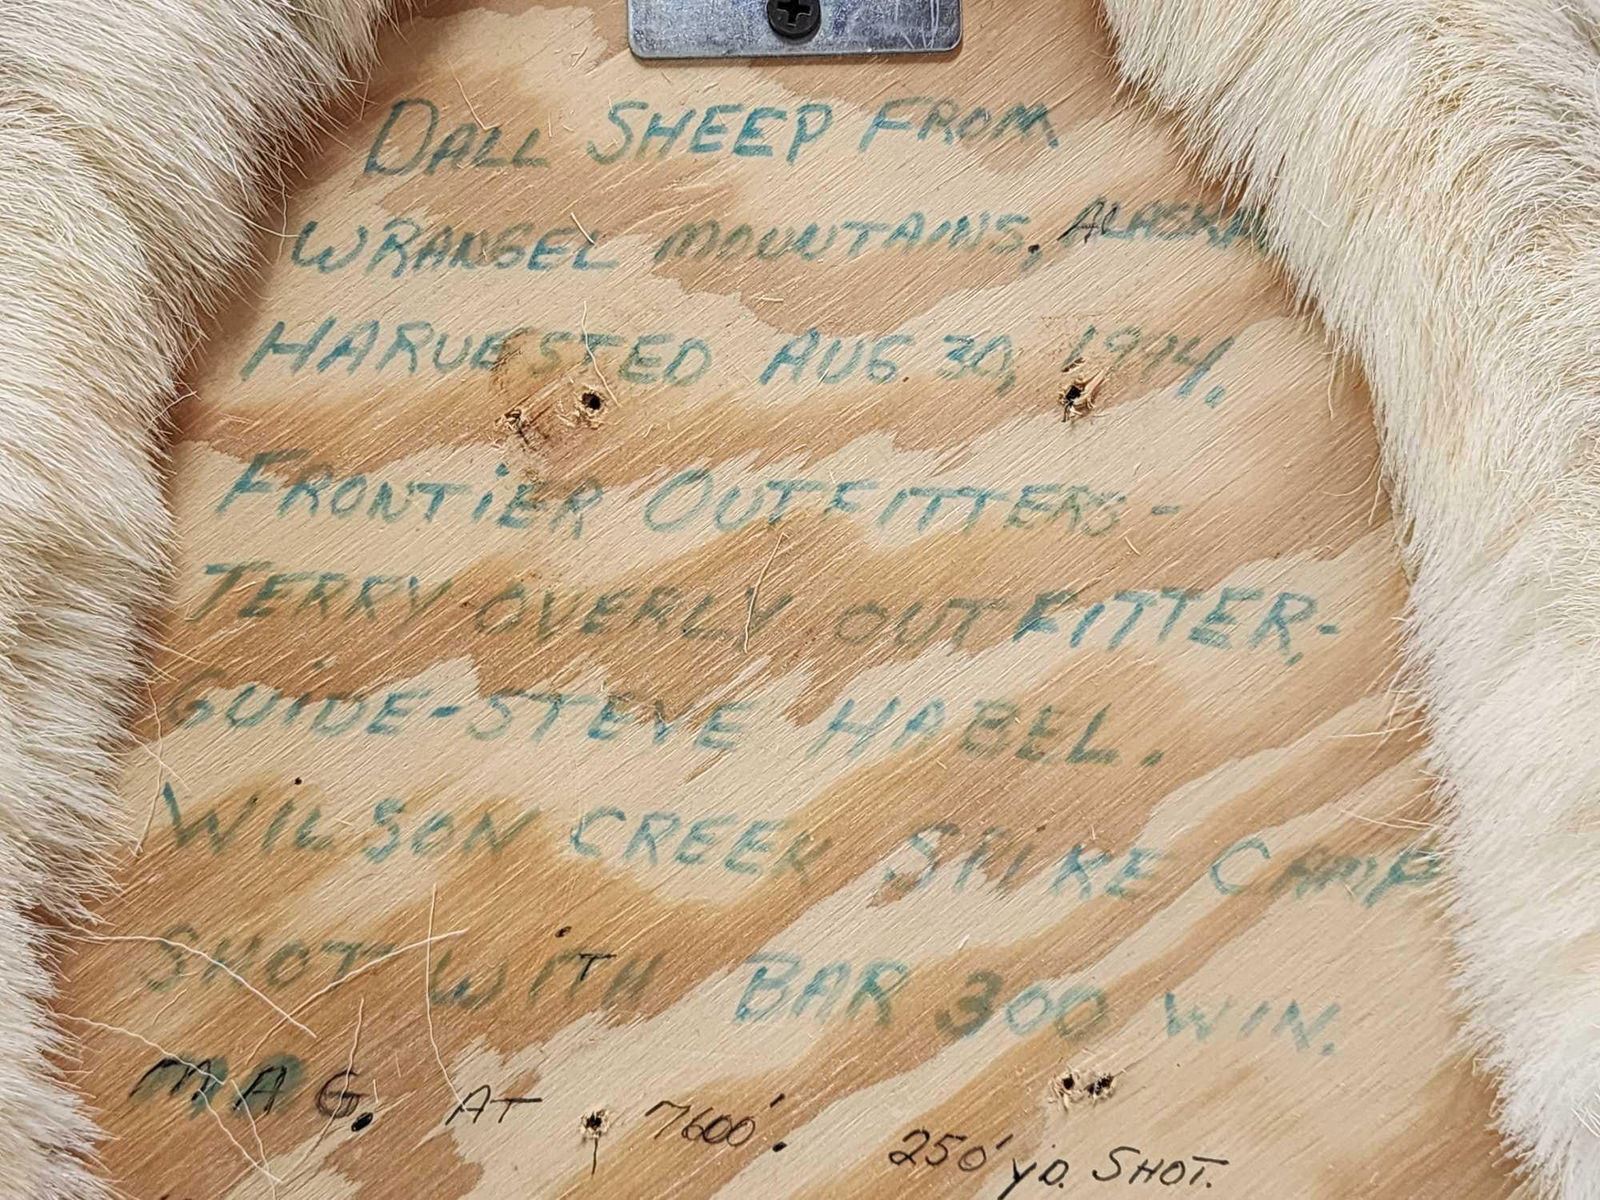 DALL SHEEP FROM
WRANGEL MOUNTAINS, ALASKA
HARVESTED AUG 30, 1994.
FRONTiER OUTFITTERS-
TERRY OVERLY OUTFITTER,-
GUiDE-STEVE HABEL.
WiLSON CREEK SPIKE CAMP
SHOT WITH BAR 300 WIN.
MAG. AT 7600'.
250' yD. SHOT.